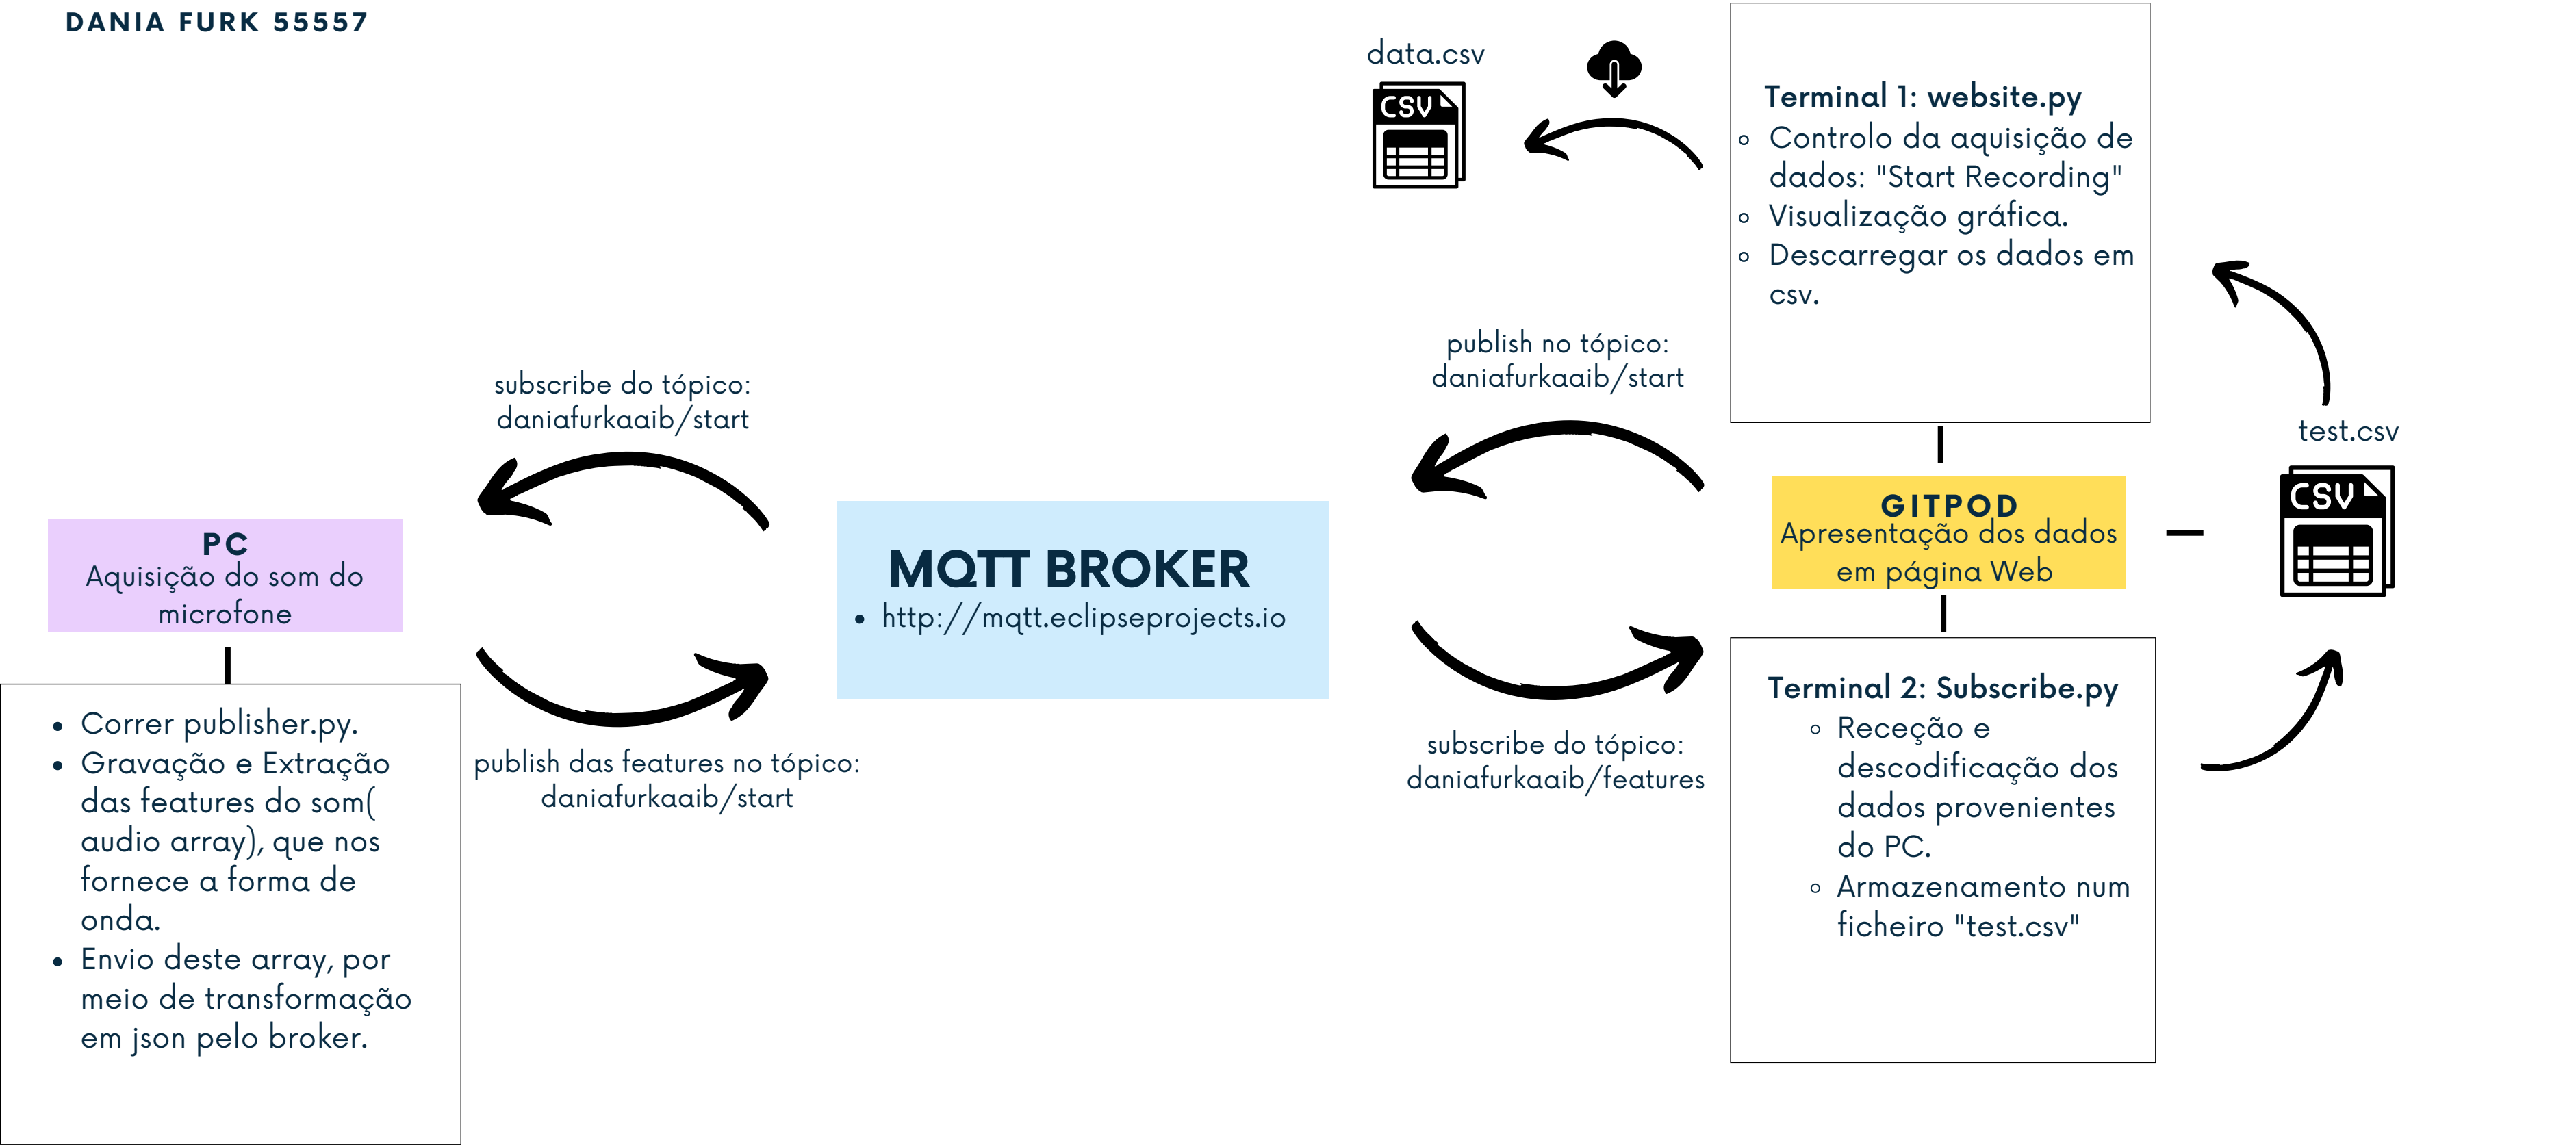 DANIA FURK 55557
data.csv
CSV
Terminal 1: website.py
Controlo da aquisição de
dados: "Start Recording"
Visualização gráfica.
Descarregar os dados em
csv.
publish no tópico:
daniafurkaaib/start
subscribe do tópico:
daniafurkaaib/start
test.csv
CSV
GITPOD
Apresentação dos dados
em página Web
PC
Aquisição do som do
microfone
MQTT BROKER
http://mqtt.eclipseprojects.io
Terminal 2: Subscribe.py
Receção e
descodificação dos
dados provenientes
do PC.
Armazenamento num
ficheiro "test.csv"
subscribe do tópico:
daniafurkaaib/features
publish das features no tópico:
daniafurkaaib/start
Correr publisher.py.
Gravação e Extração
das features do som(
audio array), que nos
fornece a forma de
onda.
Envio deste array, por
meio de transformação
em json pelo broker.